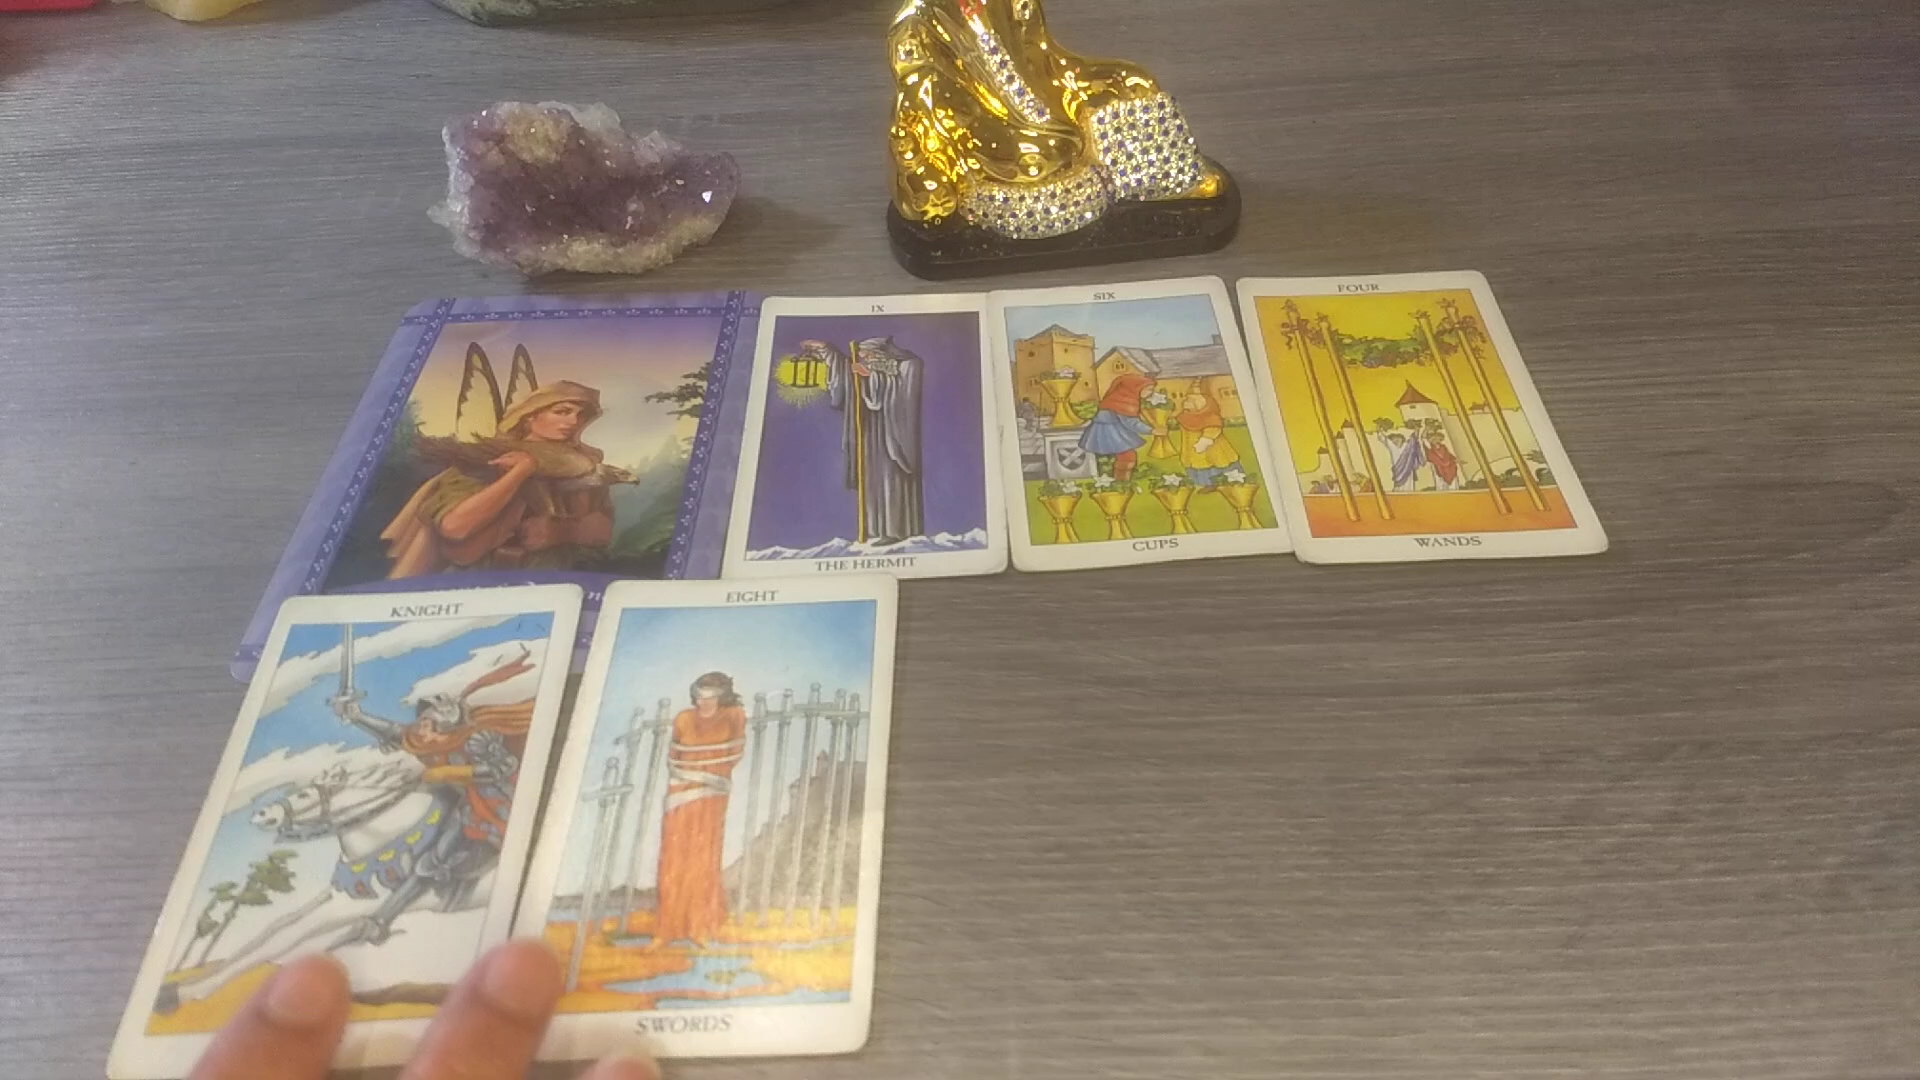 IX
SIX
FOUR
THE HERMIT
CUPS
WANDS
KNIGHT
EIGHT
SWORDS